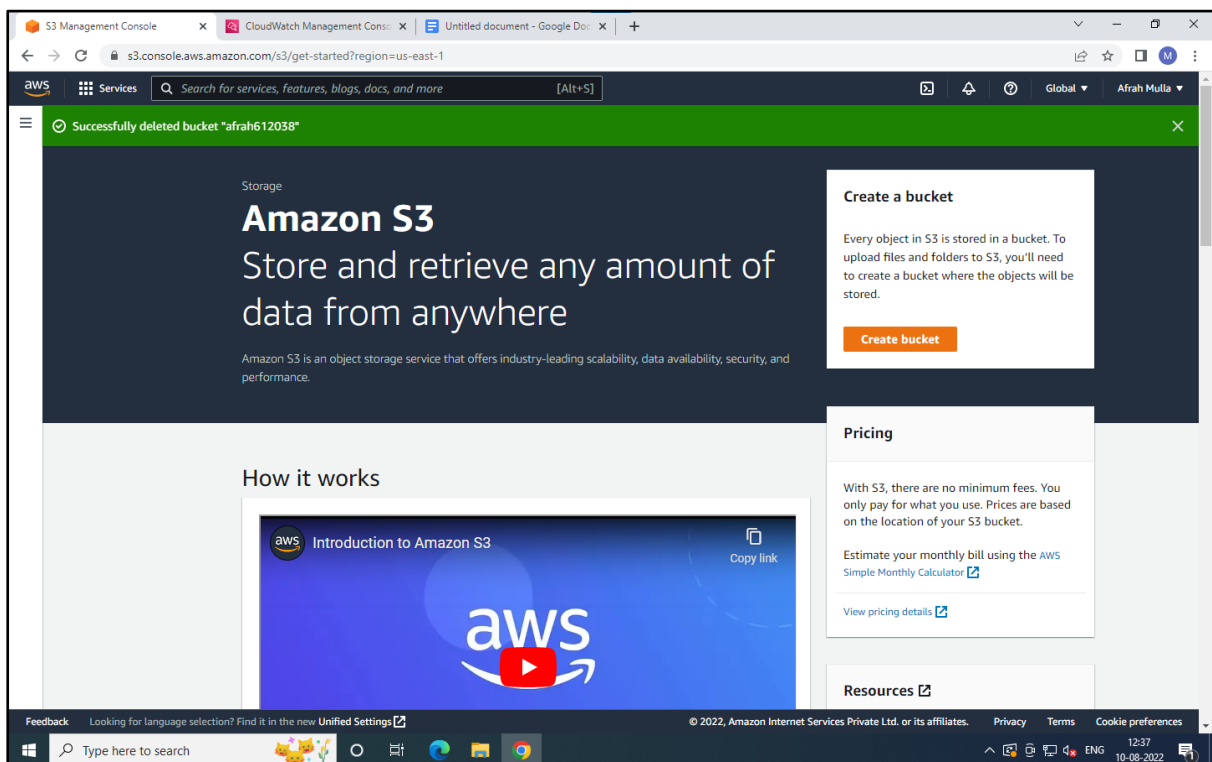 S3 Management Console
CloudWatch Management Consc
Untitled document - Google Doc
s3.console.aws.amazon.com/s3/get-started?region=us-east-1
aws
Services
Search for services, features, blogs, docs, and more
[Alt+S]
Global
Afrah Mulla
M
Successfully deleted bucket "afrah612038"
Storage
Amazon S3
Store and retrieve any amount of
data from anywhere
Amazon S3 is an object storage service that offers industry-leading scalability, data availability, security, and
performance.
Create a bucket
Every object in S3 is stored in a bucket. To
upload files and folders to S3, you'll need
to create a bucket where the objects will be
stored.
Create bucket
Pricing
With S3, there are no minimum fees. You
only pay for what you use. Prices are based
on the location of your S3 bucket.
Estimate your monthly bill using the AWS
Simple Monthly Calculator
View pricing details
Resources
How it works
aws
Introduction to Amazon S3
Copy link
aws
Feedback
Looking for language selection? Find it in the new Unified Settings
© 2022, Amazon Internet Services Private Ltd. or its affiliates.
Privacy
Terms
Cookie preferences
Type here to search
ENG
12:37
10-08-2022
1